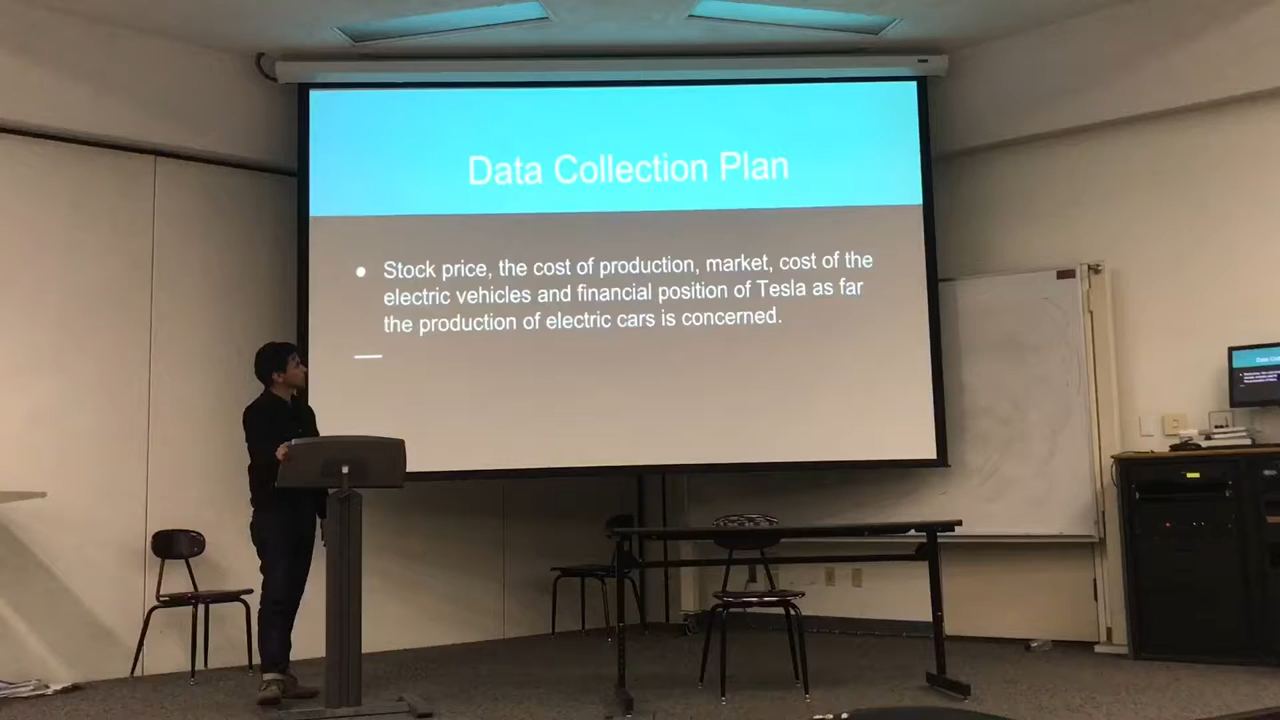 Data Collection Plan
● Stock price, the cost of production, market, cost of the
electric vehicles and financial position of Tesla as far
the production of electric cars is concerned.